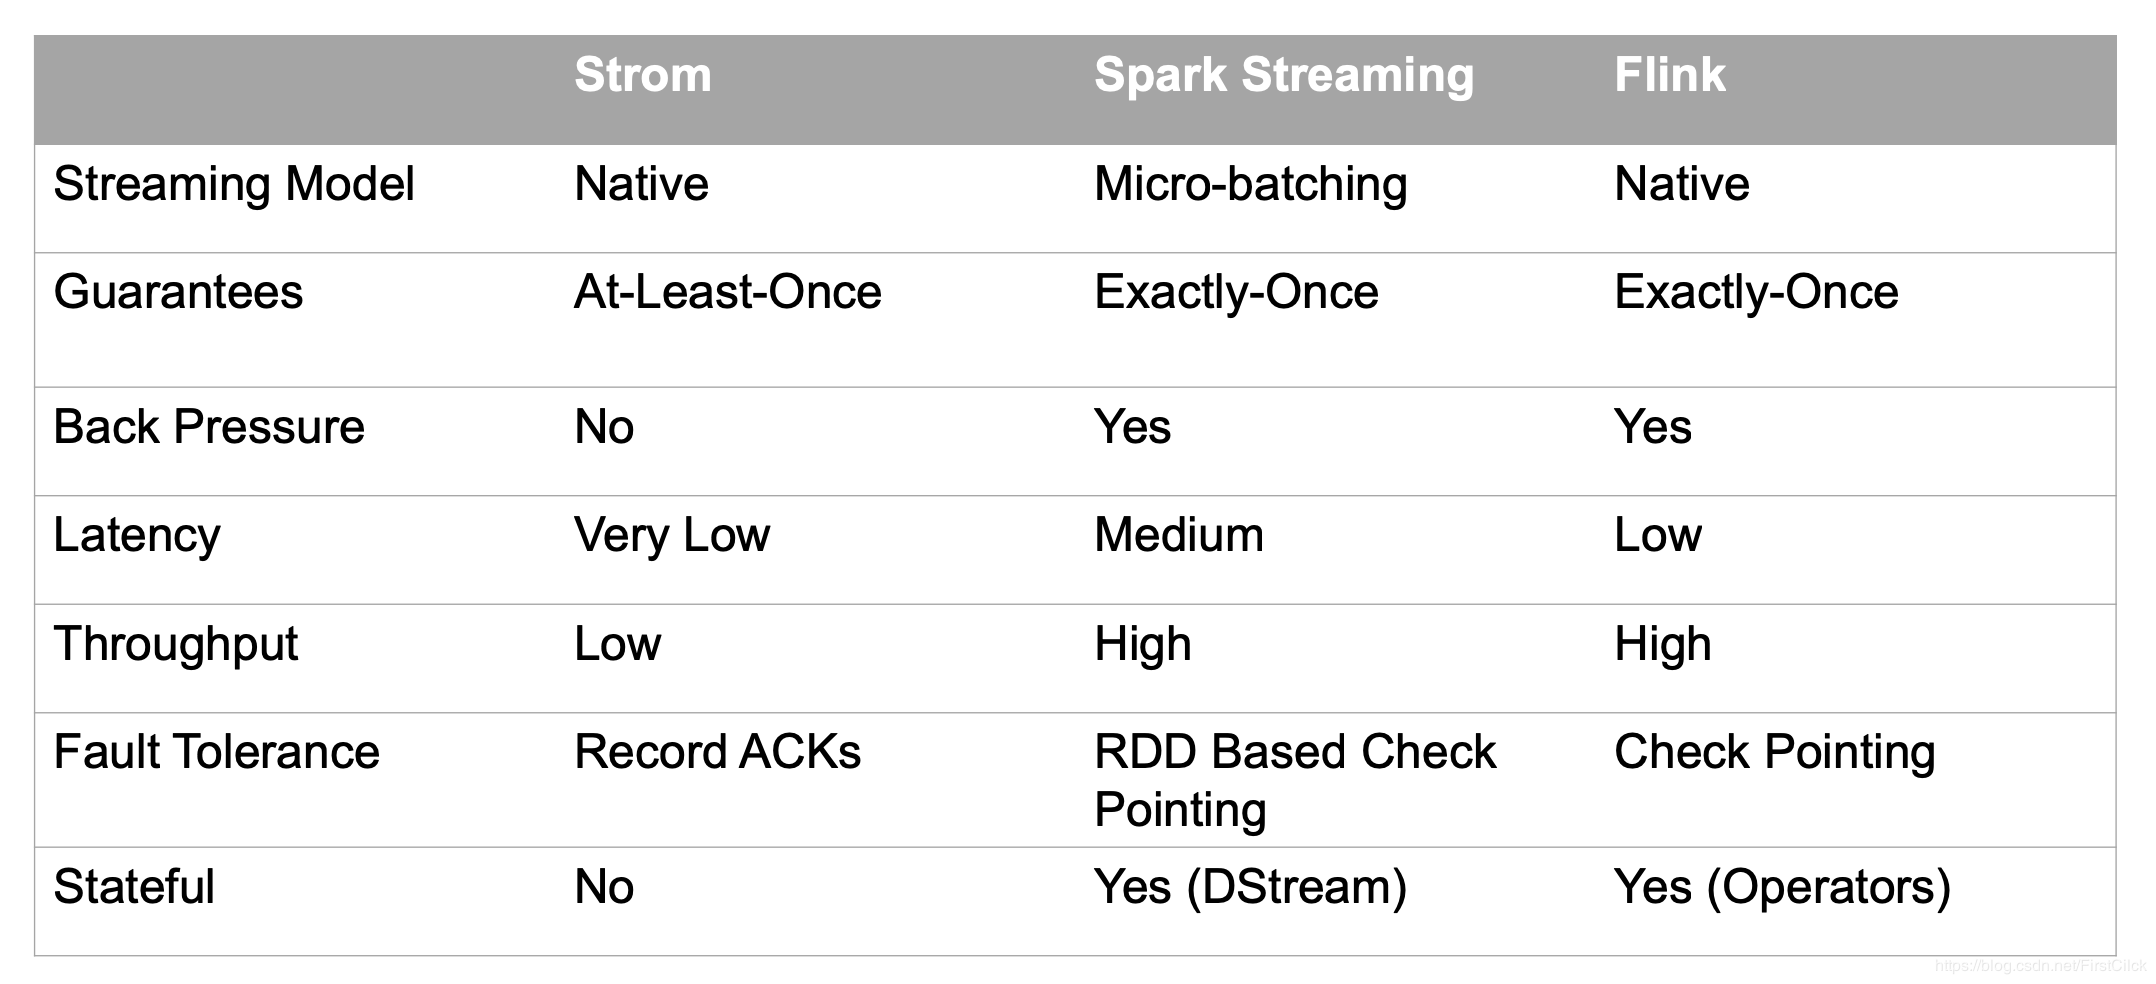 Strom Spark Streaming Flink
Streaming Model Native Micro-batching Native
Guarantees At-Least-Once Exactly-Once Exactly-Once
Back Pressure No Yes Yes
Latency Very Low Medium Low
Throughput Low High High
Fault Tolerance Record ACKs RDD Based Check Check Pointing
Pointing
Stateful No Yes (DStream) Yes (Operators)
https://blog.csdn.net/FirstClick